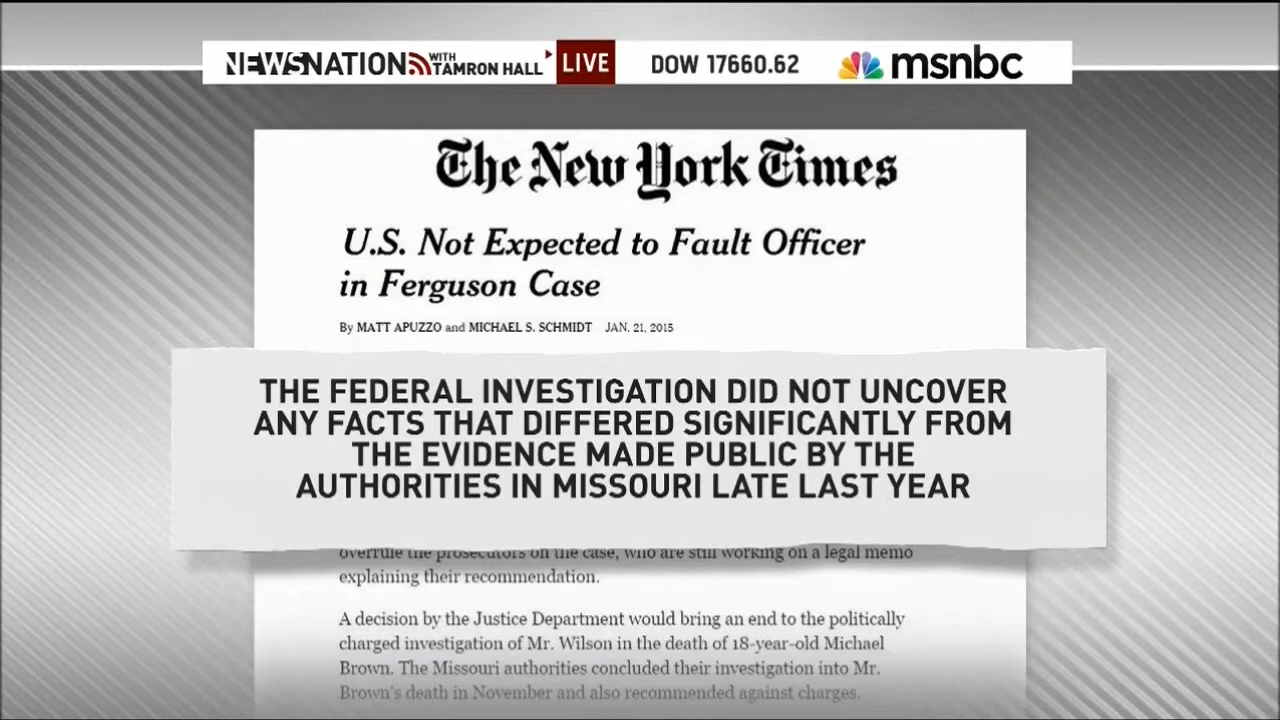 NEWSNATION WITH TAMRON HALL LIVE DOW 17660.62 msnbc
The New York Times
U.S. Not Expected to Fault Officer
in Ferguson Case
By MATT APUZZO and MICHAEL S. SCHMIDT JAN. 21, 2015
THE FEDERAL INVESTIGATION DID NOT UNCOVER
ANY FACTS THAT DIFFERED SIGNIFICANTLY FROM
THE EVIDENCE MADE PUBLIC BY THE
AUTHORITIES IN MISSOURI LATE LAST YEAR
overrule the prosecutors on the case, who are still working on a legal memo
explaining their recommendation.
A decision by the Justice Department would bring an end to the politically
charged investigation of Mr. Wilson in the death of 18-year-old Michael
Brown. The Missouri authorities concluded their investigation into Mr.
Brown's death in November and also recommended against charges.